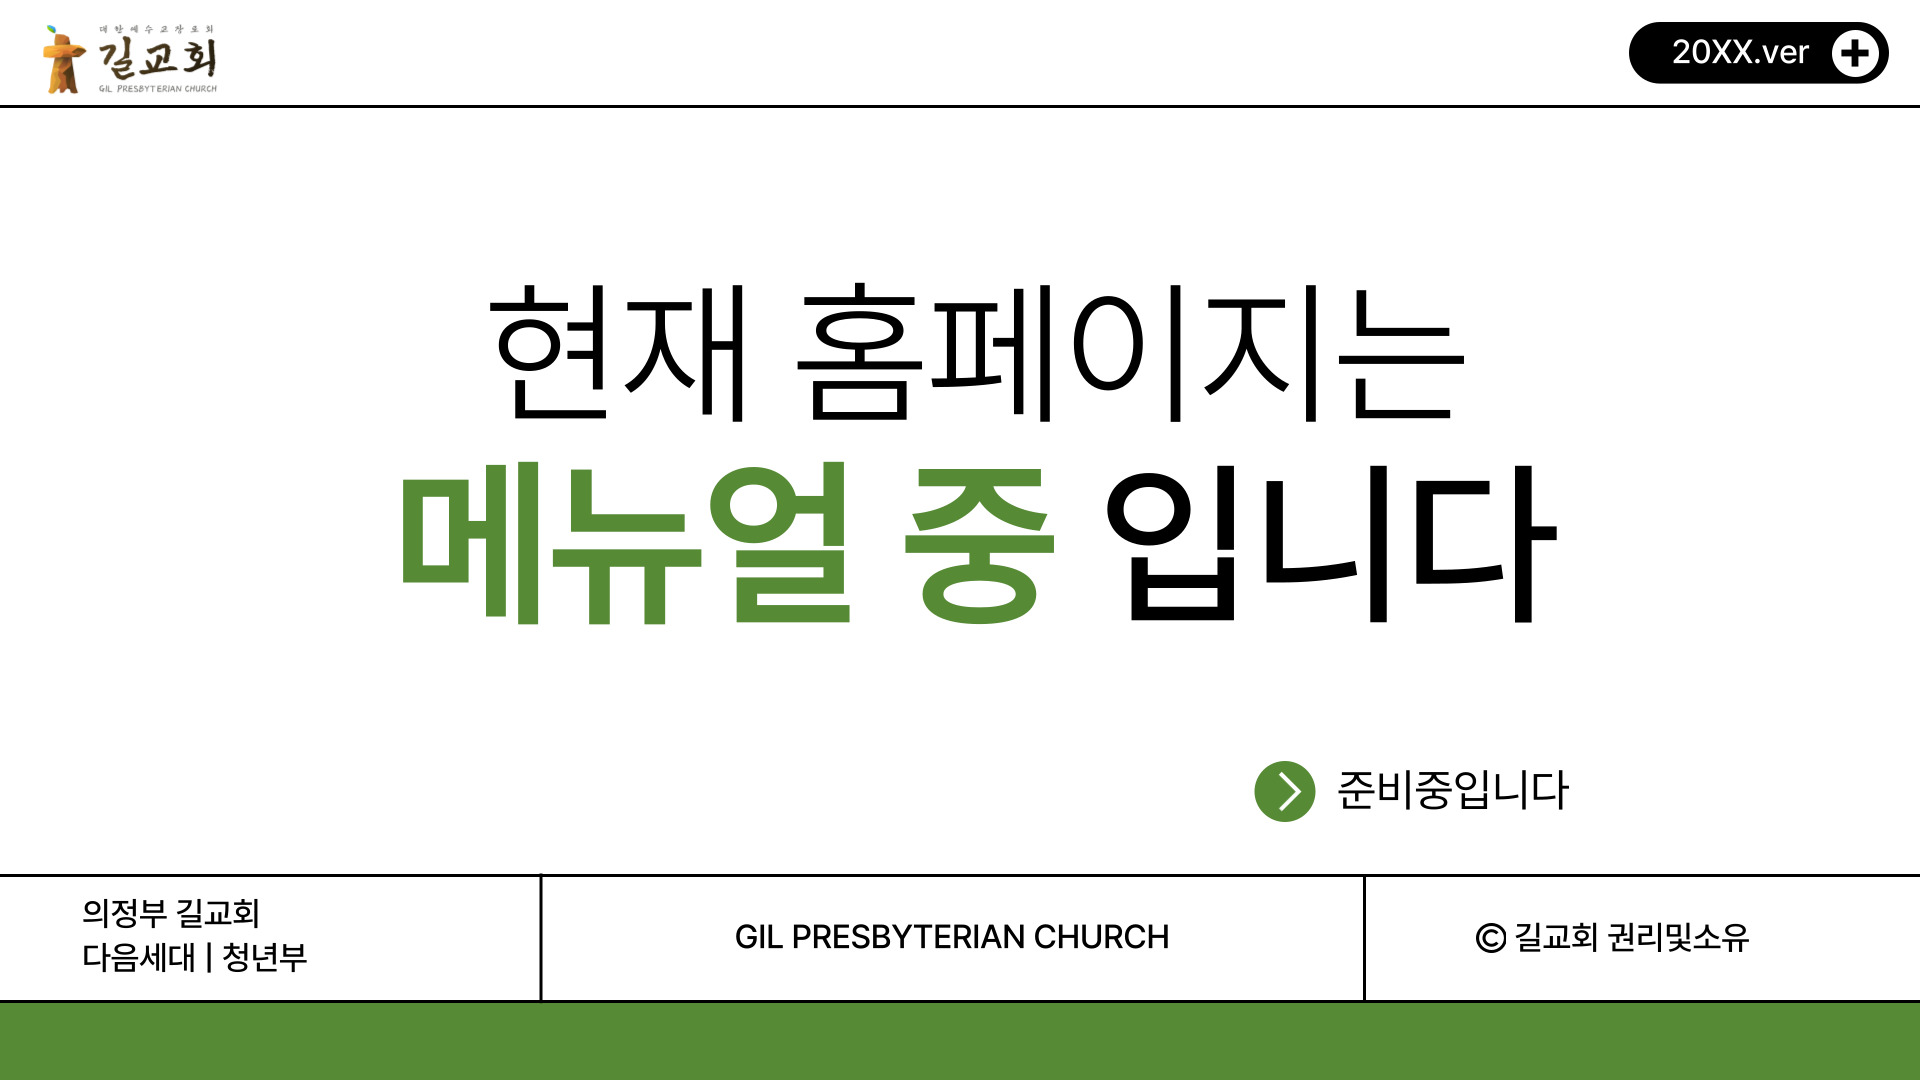 대한예수교장로회
길교회
GIL PRESBYTERIAN CHURCH
20XX.ver
현재 홈페이지는
메뉴얼 중 입니다
준비중입니다
의정부 길교회
다음세대 | 청년부
GIL PRESBYTERIAN CHURCH
© 길교회 권리및소유